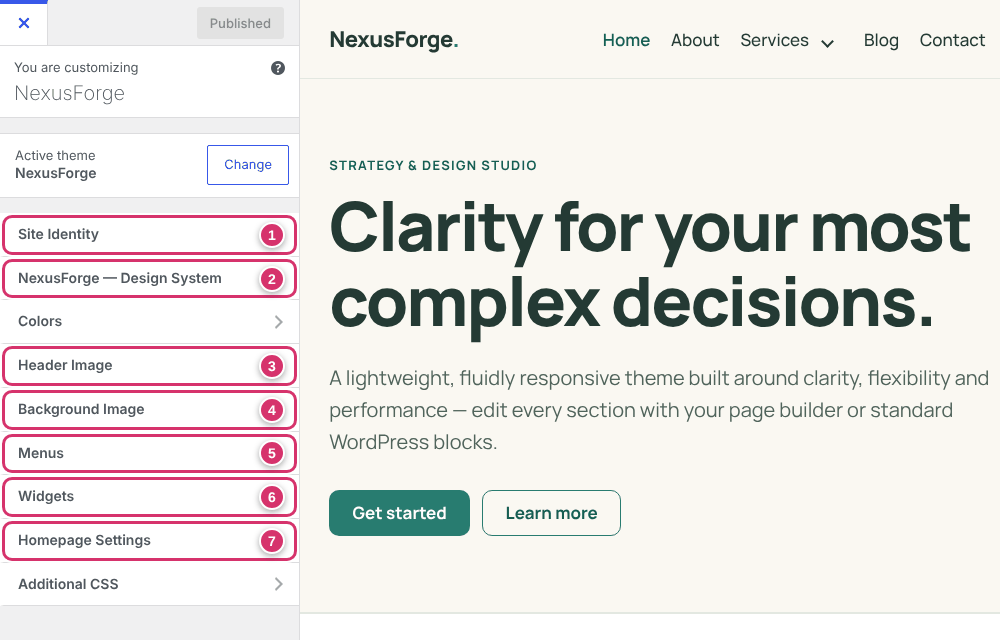 Published
You are customizing
NexusForge
Active theme
NexusForge
Change
Site Identity 1
NexusForge — Design System 2
Colors
Header Image 3
Background Image 4
Menus 5
Widgets 6
Homepage Settings 7
Additional CSS
NexusForge.
Home About Services Blog Contact
STRATEGY & DESIGN STUDIO
Clarity for your most
complex decisions.
A lightweight, fluidly responsive theme built around clarity, flexibility and
performance — edit every section with your page builder or standard
WordPress blocks.
Get started Learn more